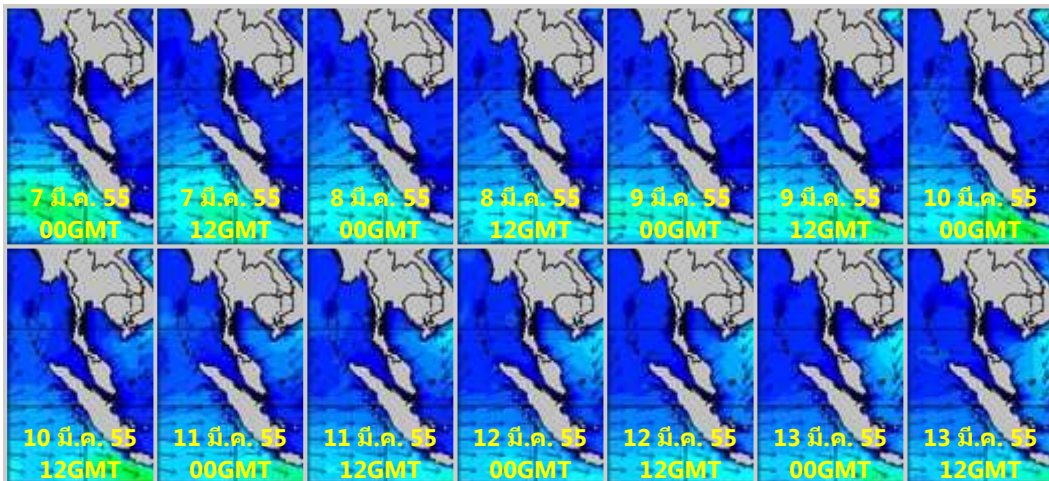 7 มี.ค. 55
00GMT
7 มี.ค. 55
12GMT
8 มี.ค. 55
00GMT
8 มี.ค. 55
12GMT
9 มี.ค. 55
00GMT
9 มี.ค. 55
12GMT
10 มี.ค. 55
00GMT
10 มี.ค. 55
12GMT
11 มี.ค. 55
00GMT
11 มี.ค. 55
12GMT
12 มี.ค. 55
00GMT
12 มี.ค. 55
12GMT
13 มี.ค. 55
00GMT
13 มี.ค. 55
12GMT